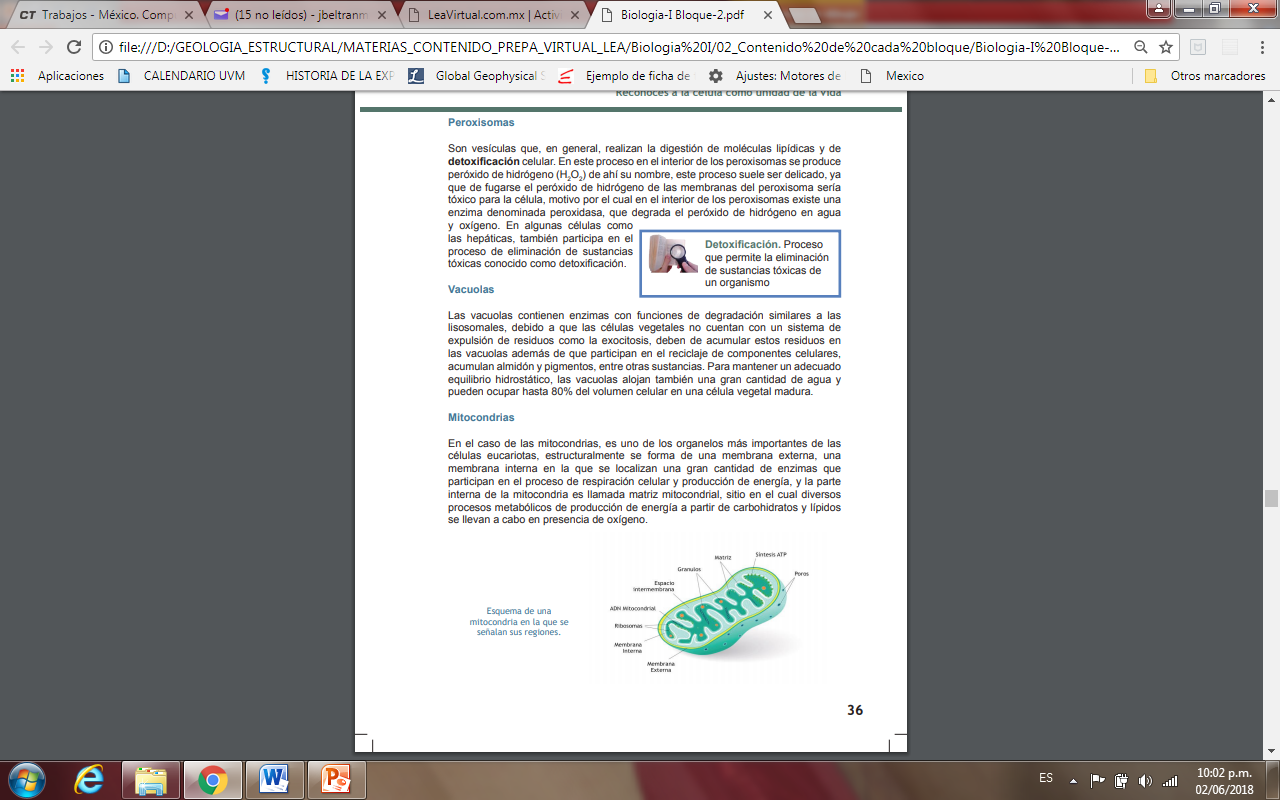 CT Trabajos - México. Comp
(15 no leídos) - jbeltranm
LeaVirtual.com.mx | Activi
Biologia-I Bloque-2.pdf
file:///D:/GEOLOGIA_ESTRUCTURAL/MATERIAS_CONTENIDO_PREPA_VIRTUAL_LEA/Biologia%20I/02_Contenido%20de%20cada%20bloque/Biologia-I%20Bloque-...
Aplicaciones
CALENDARIO UVM
HISTORIA DE LA EXP
Global Geophysical S
Ejemplo de ficha de
Ajustes: Motores de
Mexico
Otros marcadores
Reconoces a la célula como unidad de la vida
Peroxisomas
Son vesículas que, en general, realizan la digestión de moléculas lipídicas y de
detoxificación celular. En este proceso en el interior de los peroxisomas se produce
peróxido de hidrógeno (H2O2) de ahí su nombre, este proceso suele ser delicado, ya
que de fugarse el peróxido de hidrógeno de las membranas del peroxisoma sería
tóxico para la célula, motivo por el cual en el interior de los peroxisomas existe una
enzima denominada peroxidasa, que degrada el peróxido de hidrógeno en agua
y oxígeno. En algunas células como
las hepáticas, también participa en el
proceso de eliminación de sustancias
tóxicas conocido como detoxificación.
Detoxificación. Proceso
que permite la eliminación
de sustancias tóxicas de
un organismo
Vacuolas
Las vacuolas contienen enzimas con funciones de degradación similares a las
lisosomales, debido a que las células vegetales no cuentan con un sistema de
expulsión de residuos como la exocitosis, deben de acumular estos residuos en
las vacuolas además de que participan en el reciclaje de componentes celulares,
acumulan almidón y pigmentos, entre otras sustancias. Para mantener un adecuado
equilibrio hidrostático, las vacuolas alojan también una gran cantidad de agua y
pueden ocupar hasta 80% del volumen celular en una célula vegetal madura.
Mitocondrias
En el caso de las mitocondrias, es uno de los organelos más importantes de las
células eucariotas, estructuralmente se forma de una membrana externa, una
membrana interna en la que se localizan una gran cantidad de enzimas que
participan en el proceso de respiración celular y producción de energía, y la parte
interna de la mitocondria es llamada matriz mitocondrial, sitio en el cual diversos
procesos metabólicos de producción de energía a partir de carbohidratos y lípidos
se llevan a cabo en presencia de oxígeno.
Esquema de una
mitocondria en la que se
señalan sus regiones.
Síntesis ATP
Matriz
Granulos
Poros
Espacio
intermembrana
ADN Mitocondrial
Ribosomas
Membrana
Interna
Membrana
Externa
36
ES
10:02 p.m.
02/06/2018